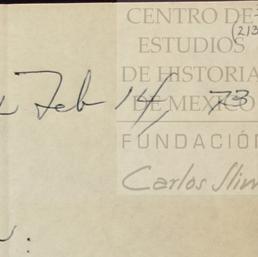 CENTRO DE
(213
ESTUDIOS
DE HISTORIA
DE MEXICO
Feb 14/ 73
FUNDACIÓN
Carlos Slim